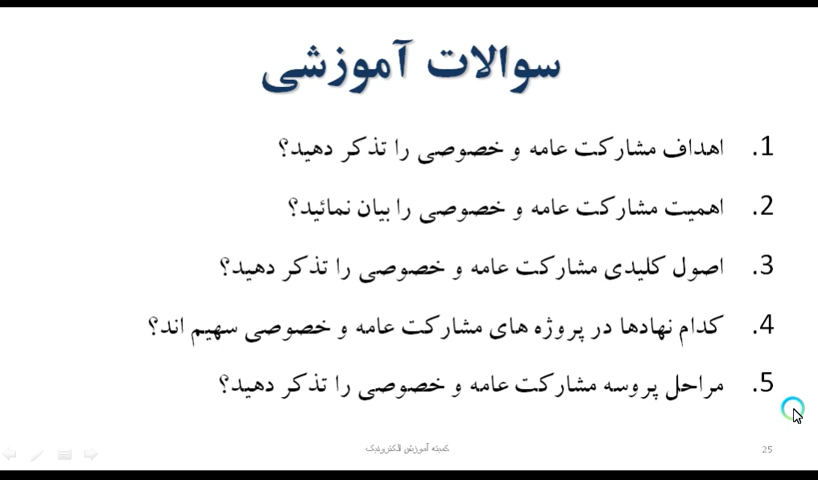 سوالات آموزشی
1. اهداف مشارکت عامه و خصوصی را تذکر دهید؟
2. اهمیت مشارکت عامه و خصوصی را بیان نمائید؟
3. اصول کلیدی مشارکت عامه و خصوصی را تذکر دهید؟
4. کدام نهادها در پروژه های مشارکت عامه و خصوصی سهیم اند؟
5. مراحل پروسه مشارکت عامه و خصوصی را تذکر دهید؟
کمیته آموزش الکترونیک
25